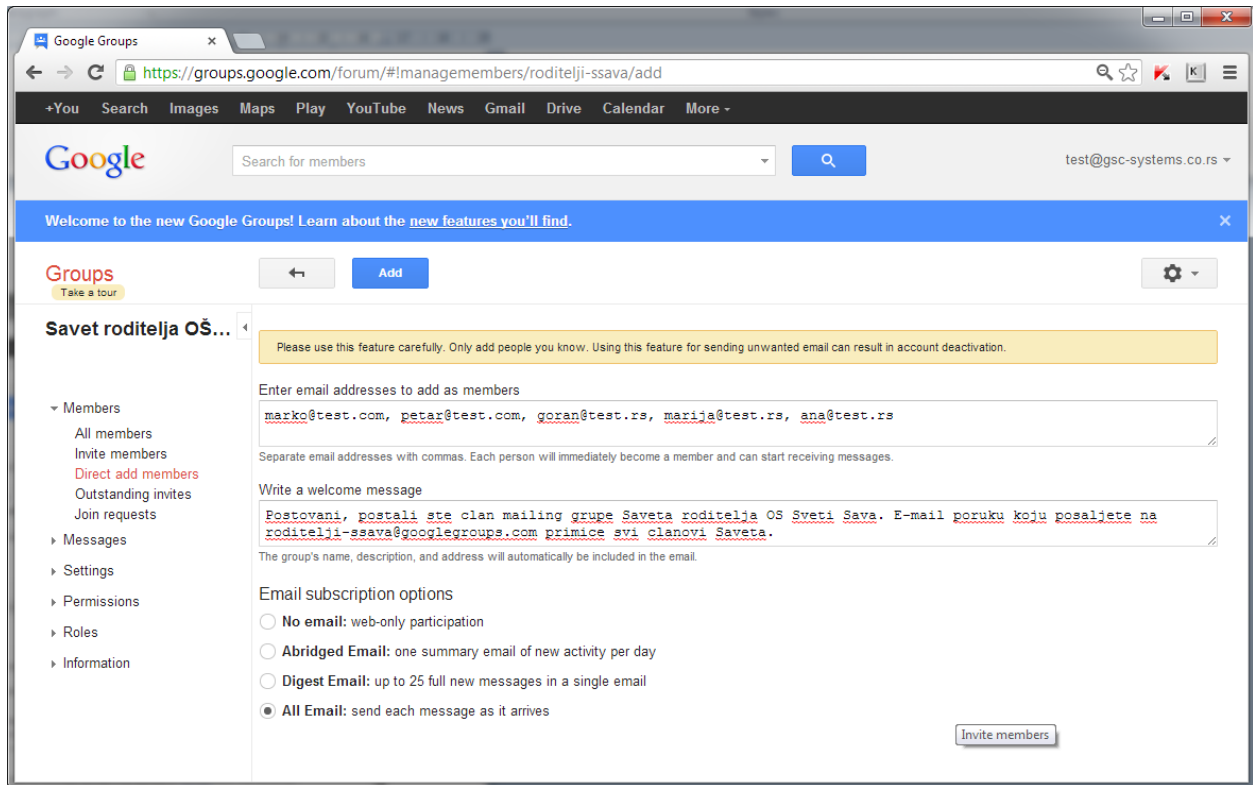 Google Groups
https://groups.google.com/forum/#!managemembers/roditelji-ssava/add
+You Search Images Maps Play YouTube News Gmail Drive Calendar More
Google
Search for members
test@gsc-systems.co.rs
Welcome to the new Google Groups! Learn about the new features you'll find.
Groups
Take a tour
Add
Savet roditelja OŠ...
Please use this feature carefully. Only add people you know. Using this feature for sending unwanted email can result in account deactivation.
Members
All members
Invite members
Direct add members
Outstanding invites
Join requests
Messages
Settings
Permissions
Roles
Information
Enter email addresses to add as members
marko@test.com, petar@test.com, goran@test.rs, marija@test.rs, ana@test.rs
Separate email addresses with commas. Each person will immediately become a member and can start receiving messages.
Write a welcome message
Postovani, postali ste clan mailing grupe Saveta roditelja OS Sveti Sava. E-mail poruku koju posaljete na
roditelji-ssava@googlegroups.com primice svi clanovi Saveta.
The group's name, description, and address will automatically be included in the email.
Email subscription options
No email: web-only participation
Abridged Email: one summary email of new activity per day
Digest Email: up to 25 full new messages in a single email
All Email: send each message as it arrives
Invite members